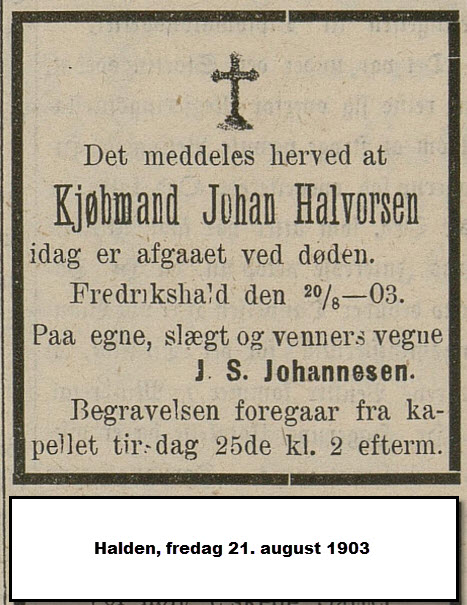 Det meddeles herved at
Kjøbmand Johan Halvorsen
idag er afgaaet ved døden.
Fredrikshald den 20/8—03.
Paa egne, slægt og venners vegne
J. S. Johannesen.
Begravelsen foregaar fra ka-
pellet tirsdag 25de kl. 2 efterm.
Halden, fredag 21. august 1903